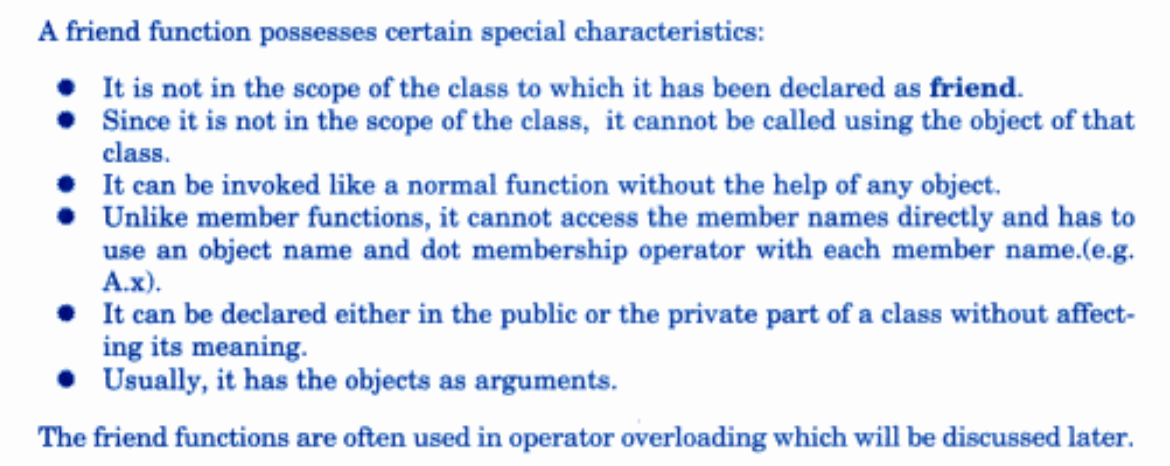 A friend function possesses certain special characteristics:
● It is not in the scope of the class to which it has been declared as friend.
● Since it is not in the scope of the class, it cannot be called using the object of that
class.
● It can be invoked like a normal function without the help of any object.
● Unlike member functions, it cannot access the member names directly and has to
use an object name and dot membership operator with each member name.(e.g.
A.x).
● It can be declared either in the public or the private part of a class without affect-
ing its meaning.
● Usually, it has the objects as arguments.
The friend functions are often used in operator overloading which will be discussed later.